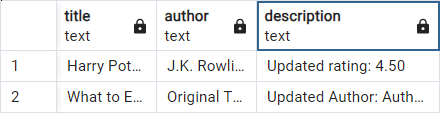 title author description
text text text
1 Harry Pot... J.K. Rowli... Updated rating: 4.50
2 What to E... Original T... Updated Author: Auth...